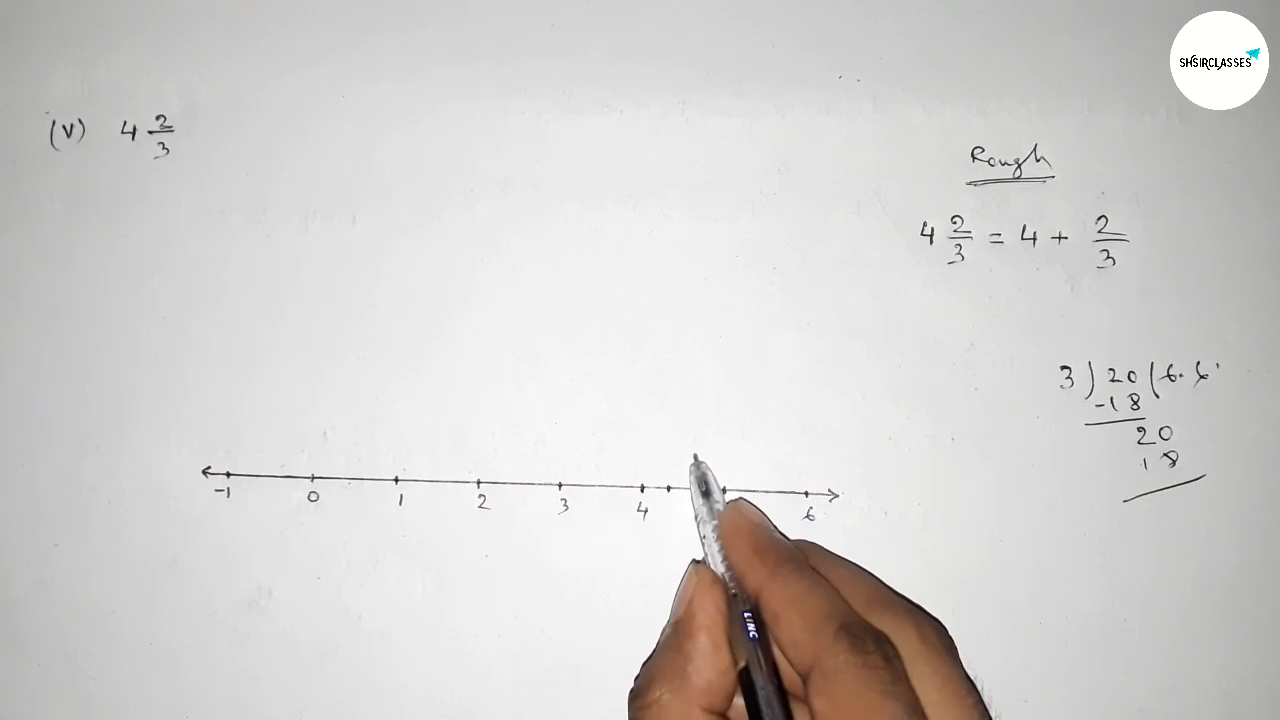 SHSIRCLASSES
(V) 4 2/3
Rough
4 2/3 = 4 + 2/3
3 ) 20 ( 6.6
-18
20
18
-1 0 1 2 3 4 6
LINC